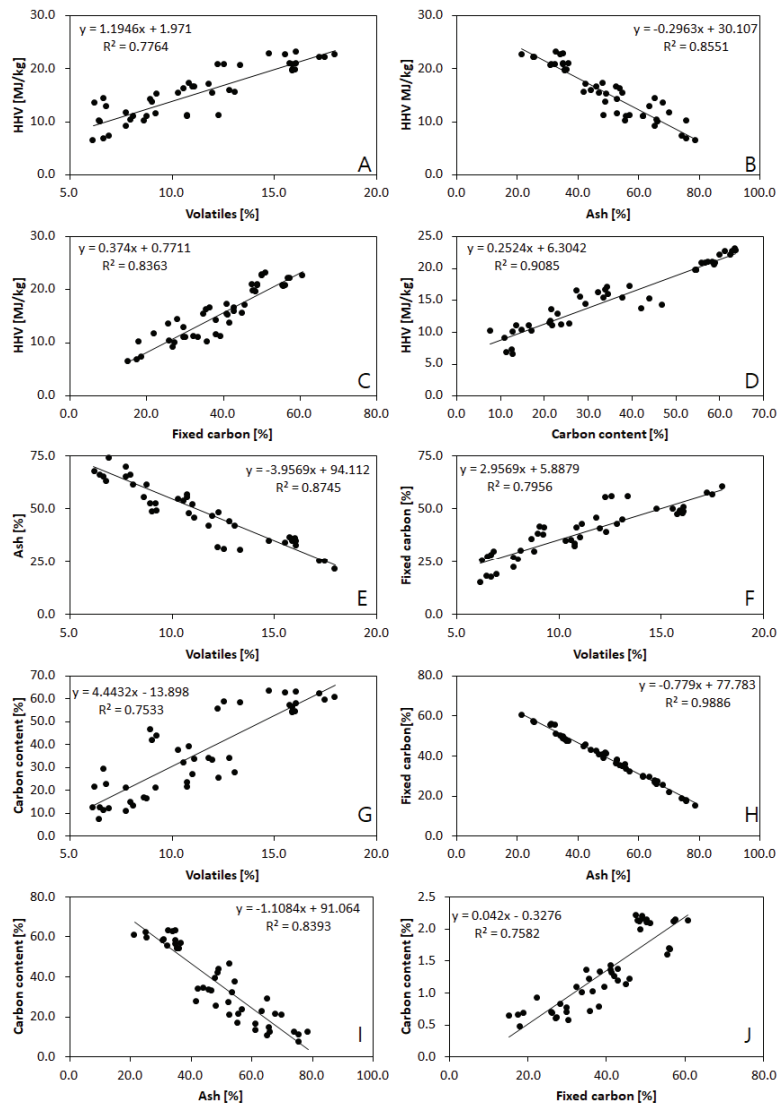 y = 1.1946x + 1.971
R² = 0.7764
HHV [MJ/kg]
30.0
20.0
10.0
0.0
5.0 10.0 15.0 20.0
Volatiles [%]
A
y = -0.2963x + 30.107
R² = 0.8551
HHV MJ/kg]
30.0
20.0
10.0
0.0
0.0 20.0 40.0 60.0 80.0 100.0
Ash [%]
B
y = 0.374x + 0.7711
R² = 0.8363
HHV [MJ/kg]
30.0
20.0
10.0
0.0
0.0 20.0 40.0 60.0 80.0
Fixed carbon [%]
C
y = 0.2524x + 6.3042
R² = 0.9085
HHV [MJ/kg]
25.0
20.0
15.0
10.0
5.0
0.0
0.0 10.0 20.0 30.0 40.0 50.0 60.0 70.0
Carbon content [%]
D
y = -3.9569x + 94.112
R² = 0.8745
Ash [%]
75.0
50.0
25.0
0.0
5.0 10.0 15.0 20.0
Volatiles [%]
E
y = 2.9569x + 5.8879
R² = 0.7956
Fixed carbon [%]
75.0
50.0
25.0
0.0
5.0 10.0 15.0 20.0
Volatiles [%]
F
y = 4.4432x - 13.898
R² = 0.7533
Carbon content [%]
70.0
60.0
50.0
40.0
30.0
20.0
10.0
0.0
5.0 10.0 15.0 20.0
Volatiles [%]
G
y = -0.779x + 77.783
R² = 0.9886
Fixed carbon [%]
80.0
60.0
40.0
20.0
0.0
0.0 20.0 40.0 60.0 80.0 100.0
Ash [%]
H
y = -1.1084x + 91.064
R² = 0.8393
Carbon content [%]
80.0
60.0
40.0
20.0
0.0
0.0 20.0 40.0 60.0 80.0 100.0
Ash [%]
I
y = 0.042x - 0.3276
R² = 0.7582
Carbon content [%]
2.5
2.0
1.5
1.0
0.5
0.0
0.0 20.0 40.0 60.0 80.0
Fixed carbon [%]
J